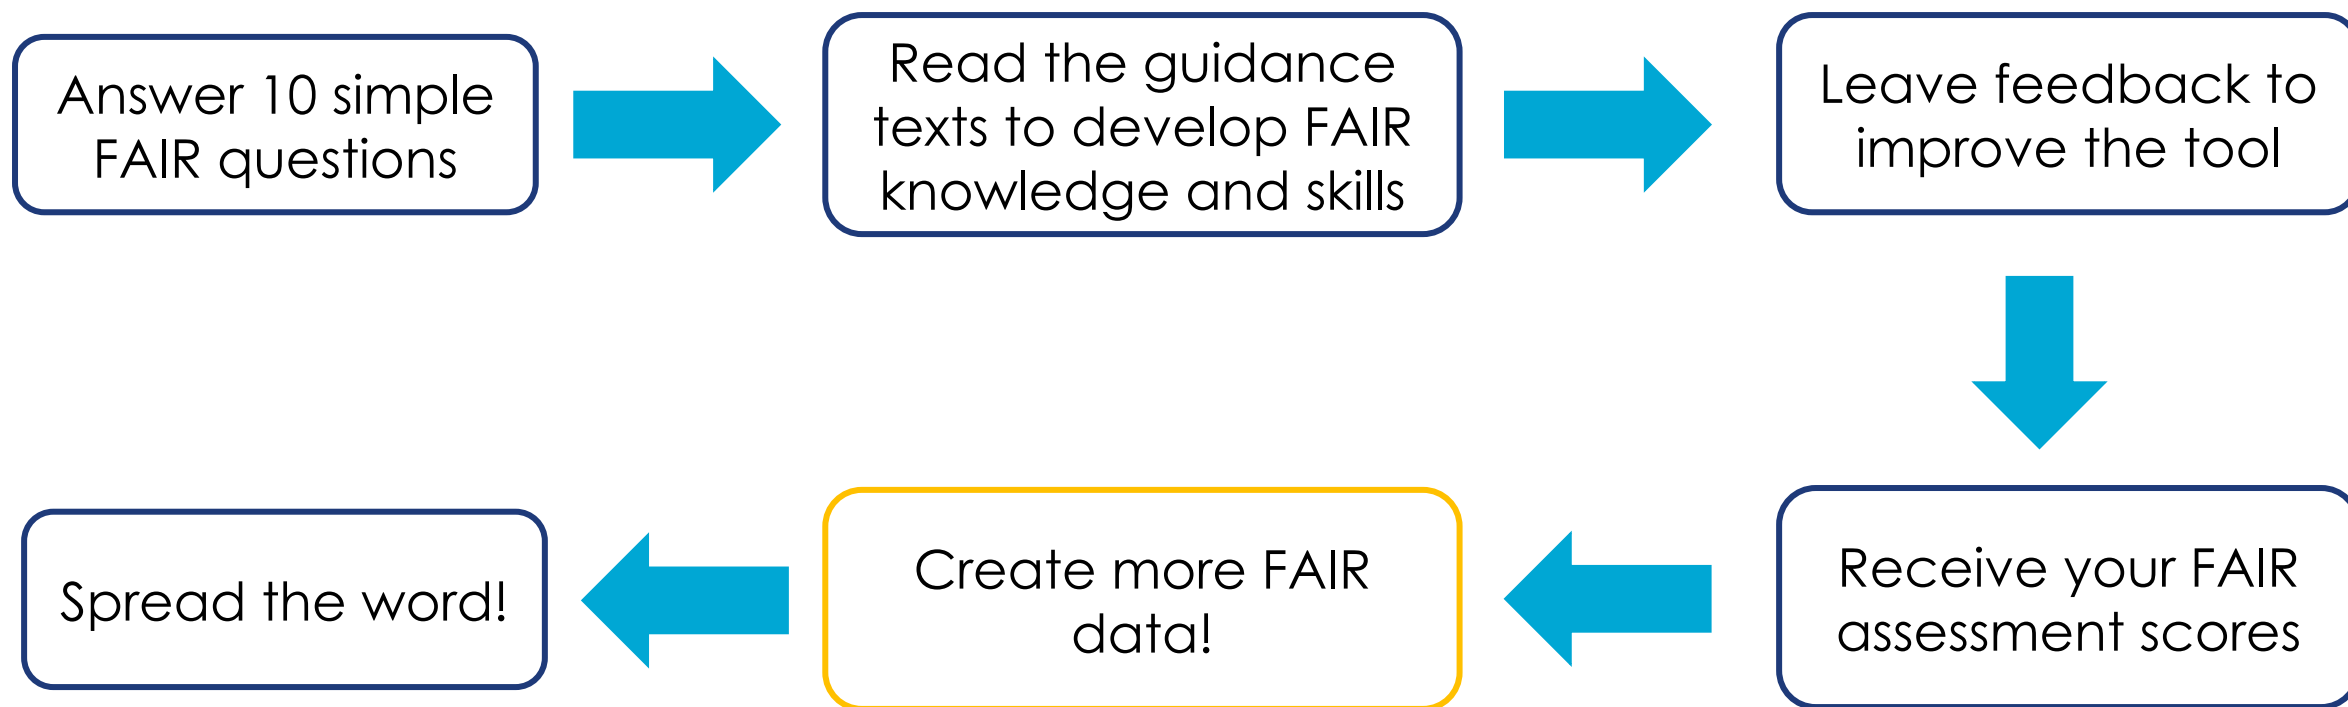 Answer 10 simple
FAIR questions
Read the guidance
texts to develop FAIR
knowledge and skills
Leave feedback to
improve the tool
Receive your FAIR
assessment scores
Create more FAIR
data!
Spread the word!